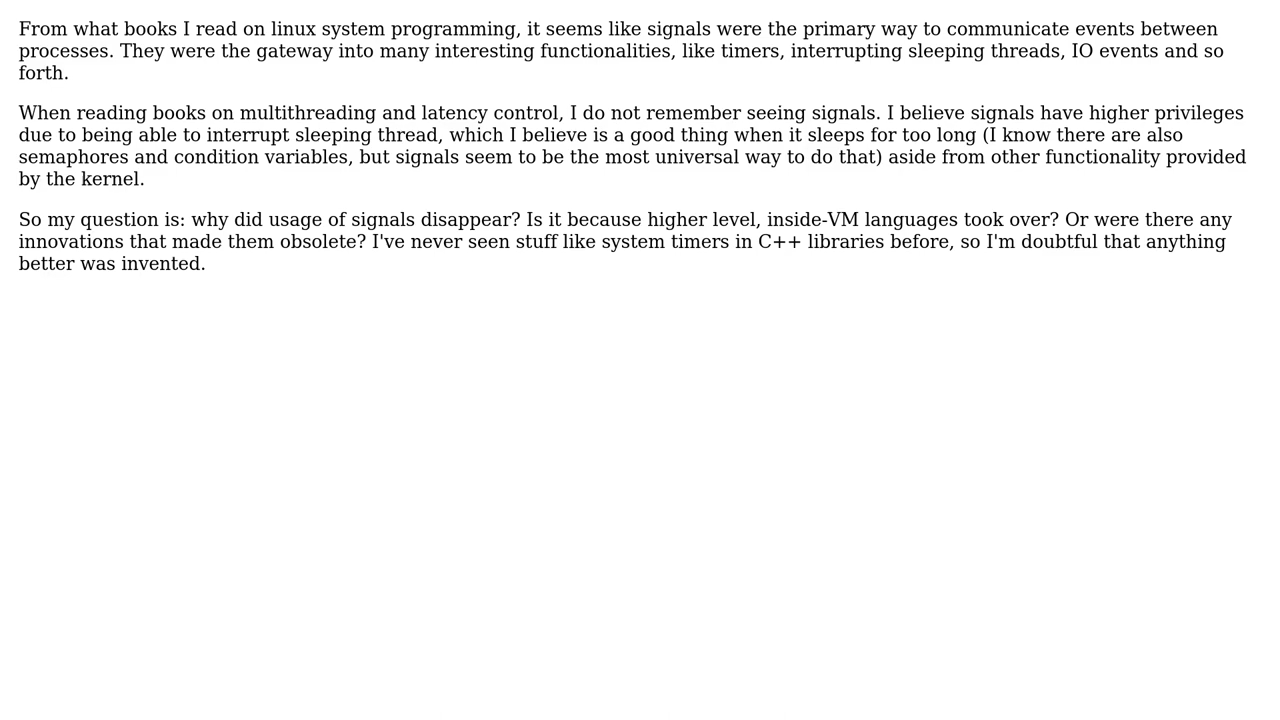 From what books I read on linux system programming, it seems like signals were the primary way to communicate events between
processes. They were the gateway into many interesting functionalities, like timers, interrupting sleeping threads, IO events and so
forth.
When reading books on multithreading and latency control, I do not remember seeing signals. I believe signals have higher privileges
due to being able to interrupt sleeping thread, which I believe is a good thing when it sleeps for too long (I know there are also
semaphores and condition variables, but signals seem to be the most universal way to do that) aside from other functionality provided
by the kernel.
So my question is: why did usage of signals disappear? Is it because higher level, inside-VM languages took over? Or were there any
innovations that made them obsolete? I've never seen stuff like system timers in C++ libraries before, so I'm doubtful that anything
better was invented.